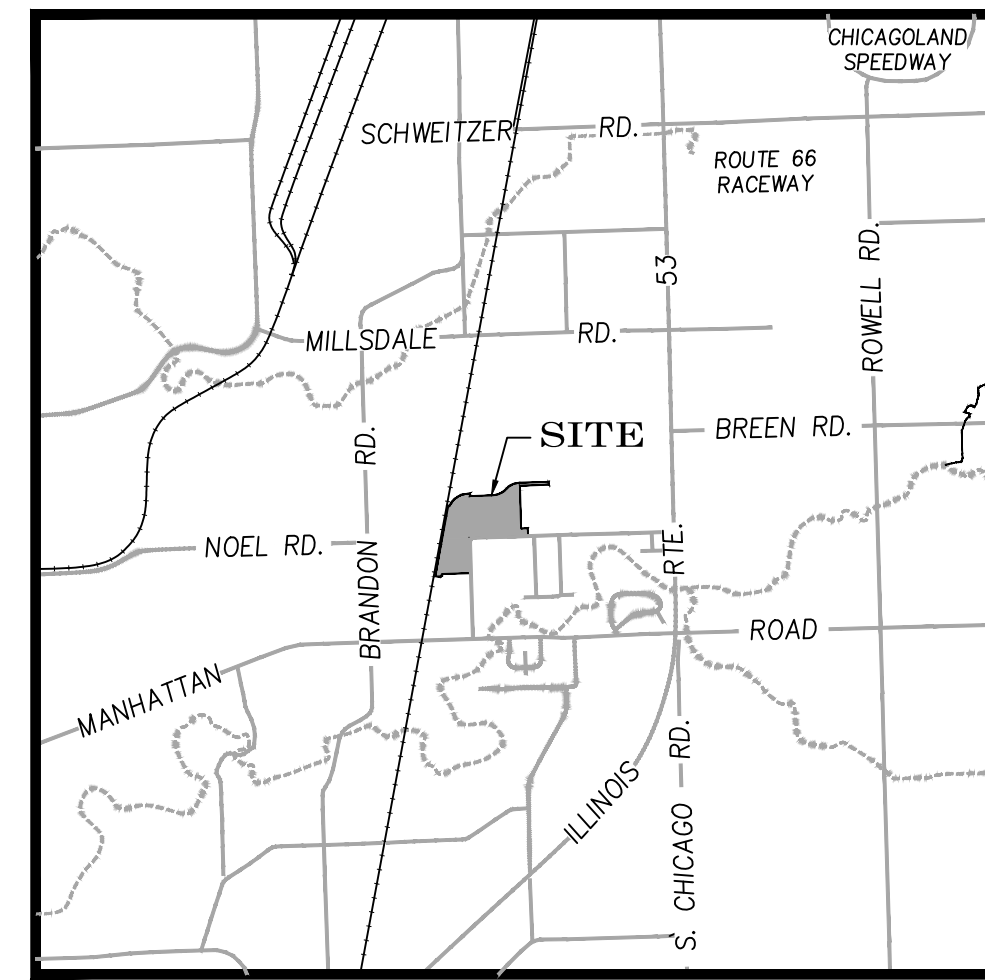 CHICAGOLAND
SPEEDWAY
SCHWEITZER RD.
ROUTE 66
RACEWAY
53
ROWELL RD.
MILLSDALE RD.
BREEN RD.
SITE
BRANDON RD.
NOEL RD.
RTE.
MANHATTAN ROAD
ILLINOIS
S. CHICAGO RD.